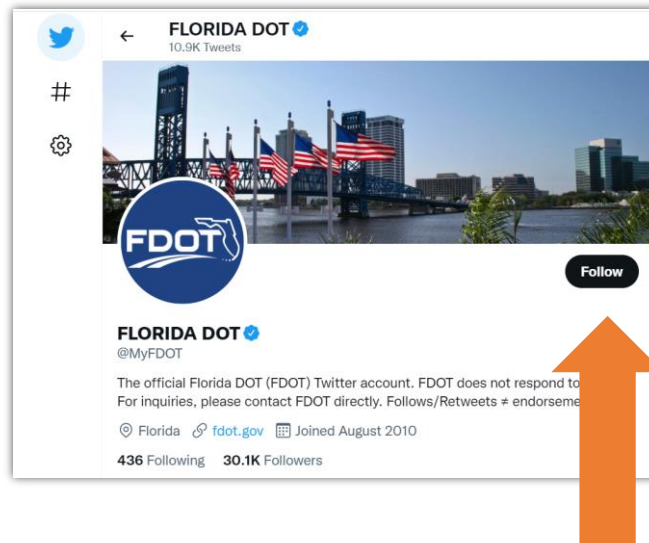 FLORIDA DOT
10.9K Tweets
#
FDOT
Follow
FLORIDA DOT
@MyFDOT
The official Florida DOT (FDOT) Twitter account. FDOT does not respond to
For inquiries, please contact FDOT directly. Follows/Retweets ≠ endorseme
Florida fdot.gov Joined August 2010
436 Following 30.1K Followers